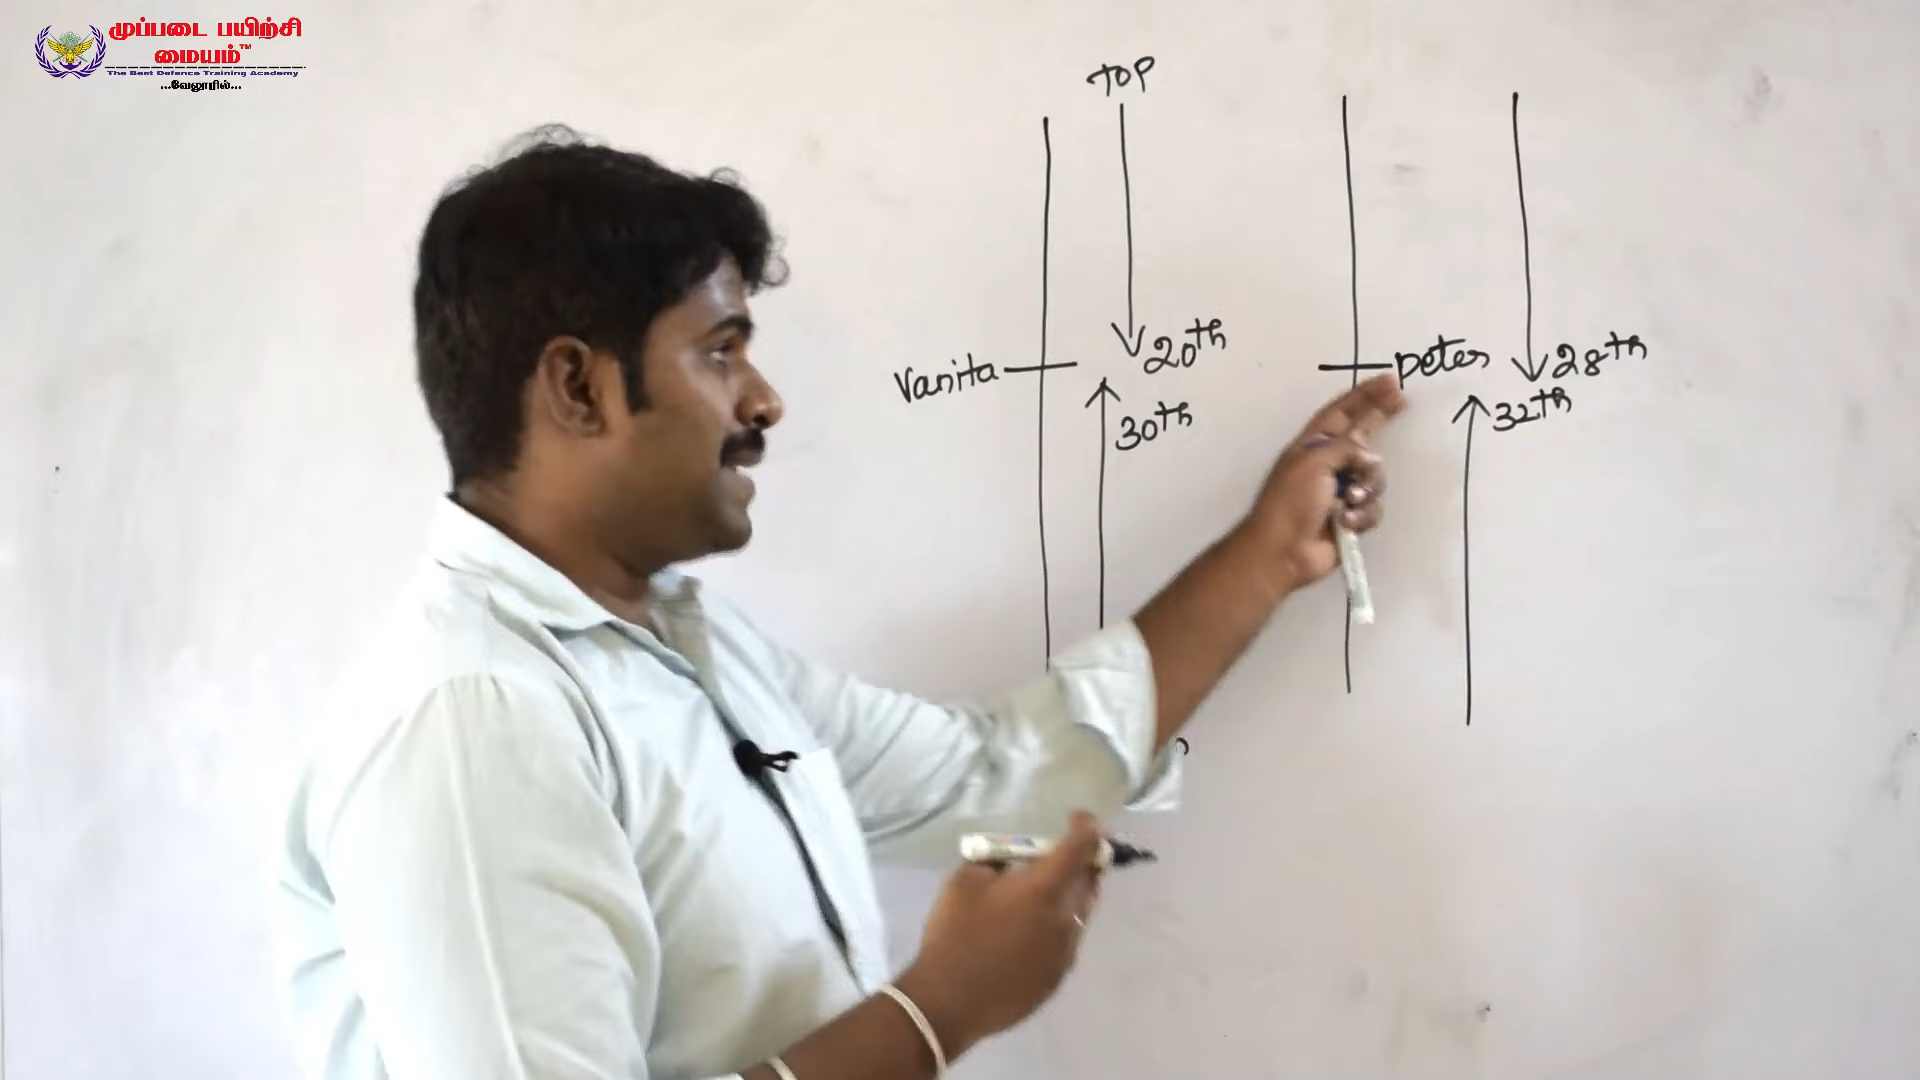 முப்படை பயிற்சி
மையம்™
The Best Defence Training Academy
...வேலூரில்...
TOP
20th
Vanita
30th
peter
28th
32th